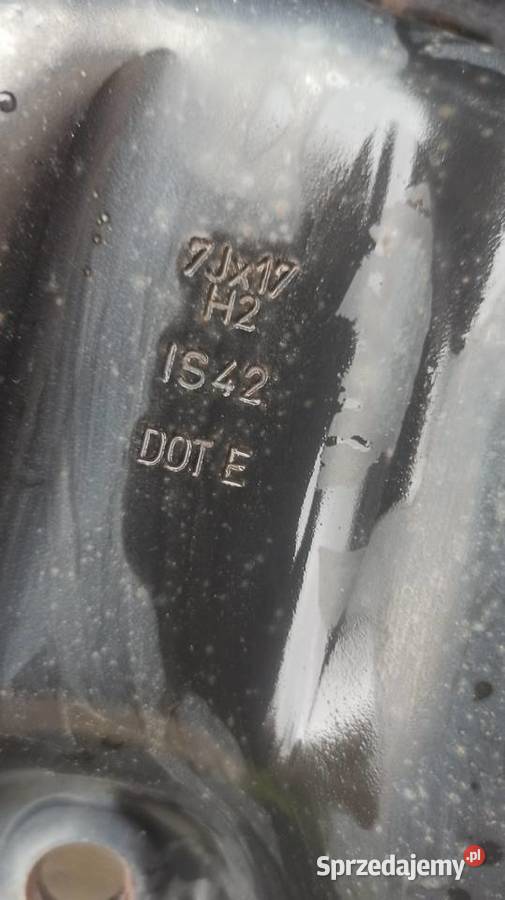 7Jx17
H2
IS42
DOT E
Sprzedajemy.pl